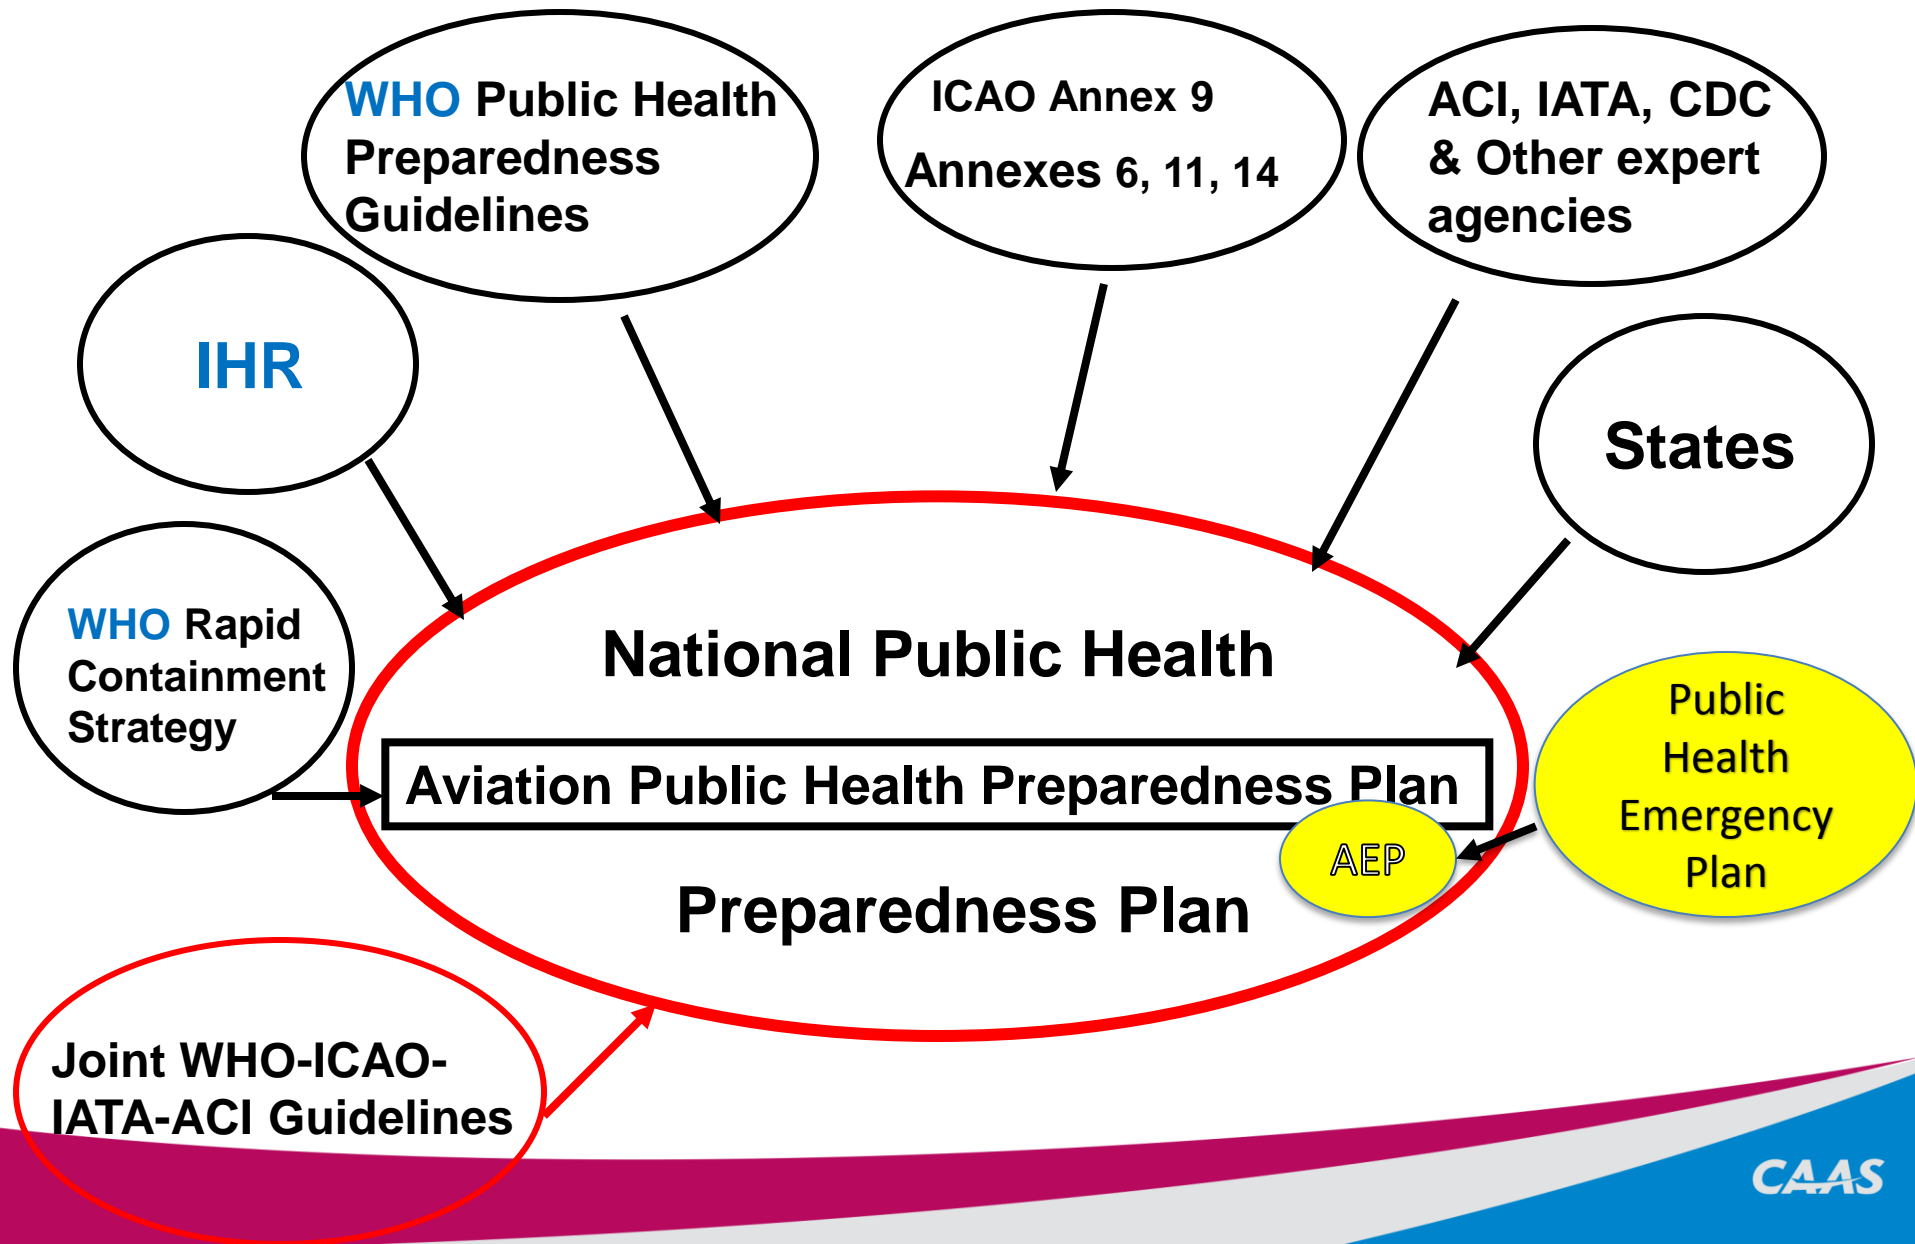 WHO Public Health
Preparedness
Guidelines
ICAO Annex 9
Annexes 6, 11, 14
ACI, IATA, CDC
& Other expert
agencies
IHR
States
WHO Rapid
Containment
Strategy
National Public Health
Aviation Public Health Preparedness Plan
Preparedness Plan
AEP
Public
Health
Emergency
Plan
Joint WHO-ICAO-
IATA-ACI Guidelines
CAAS